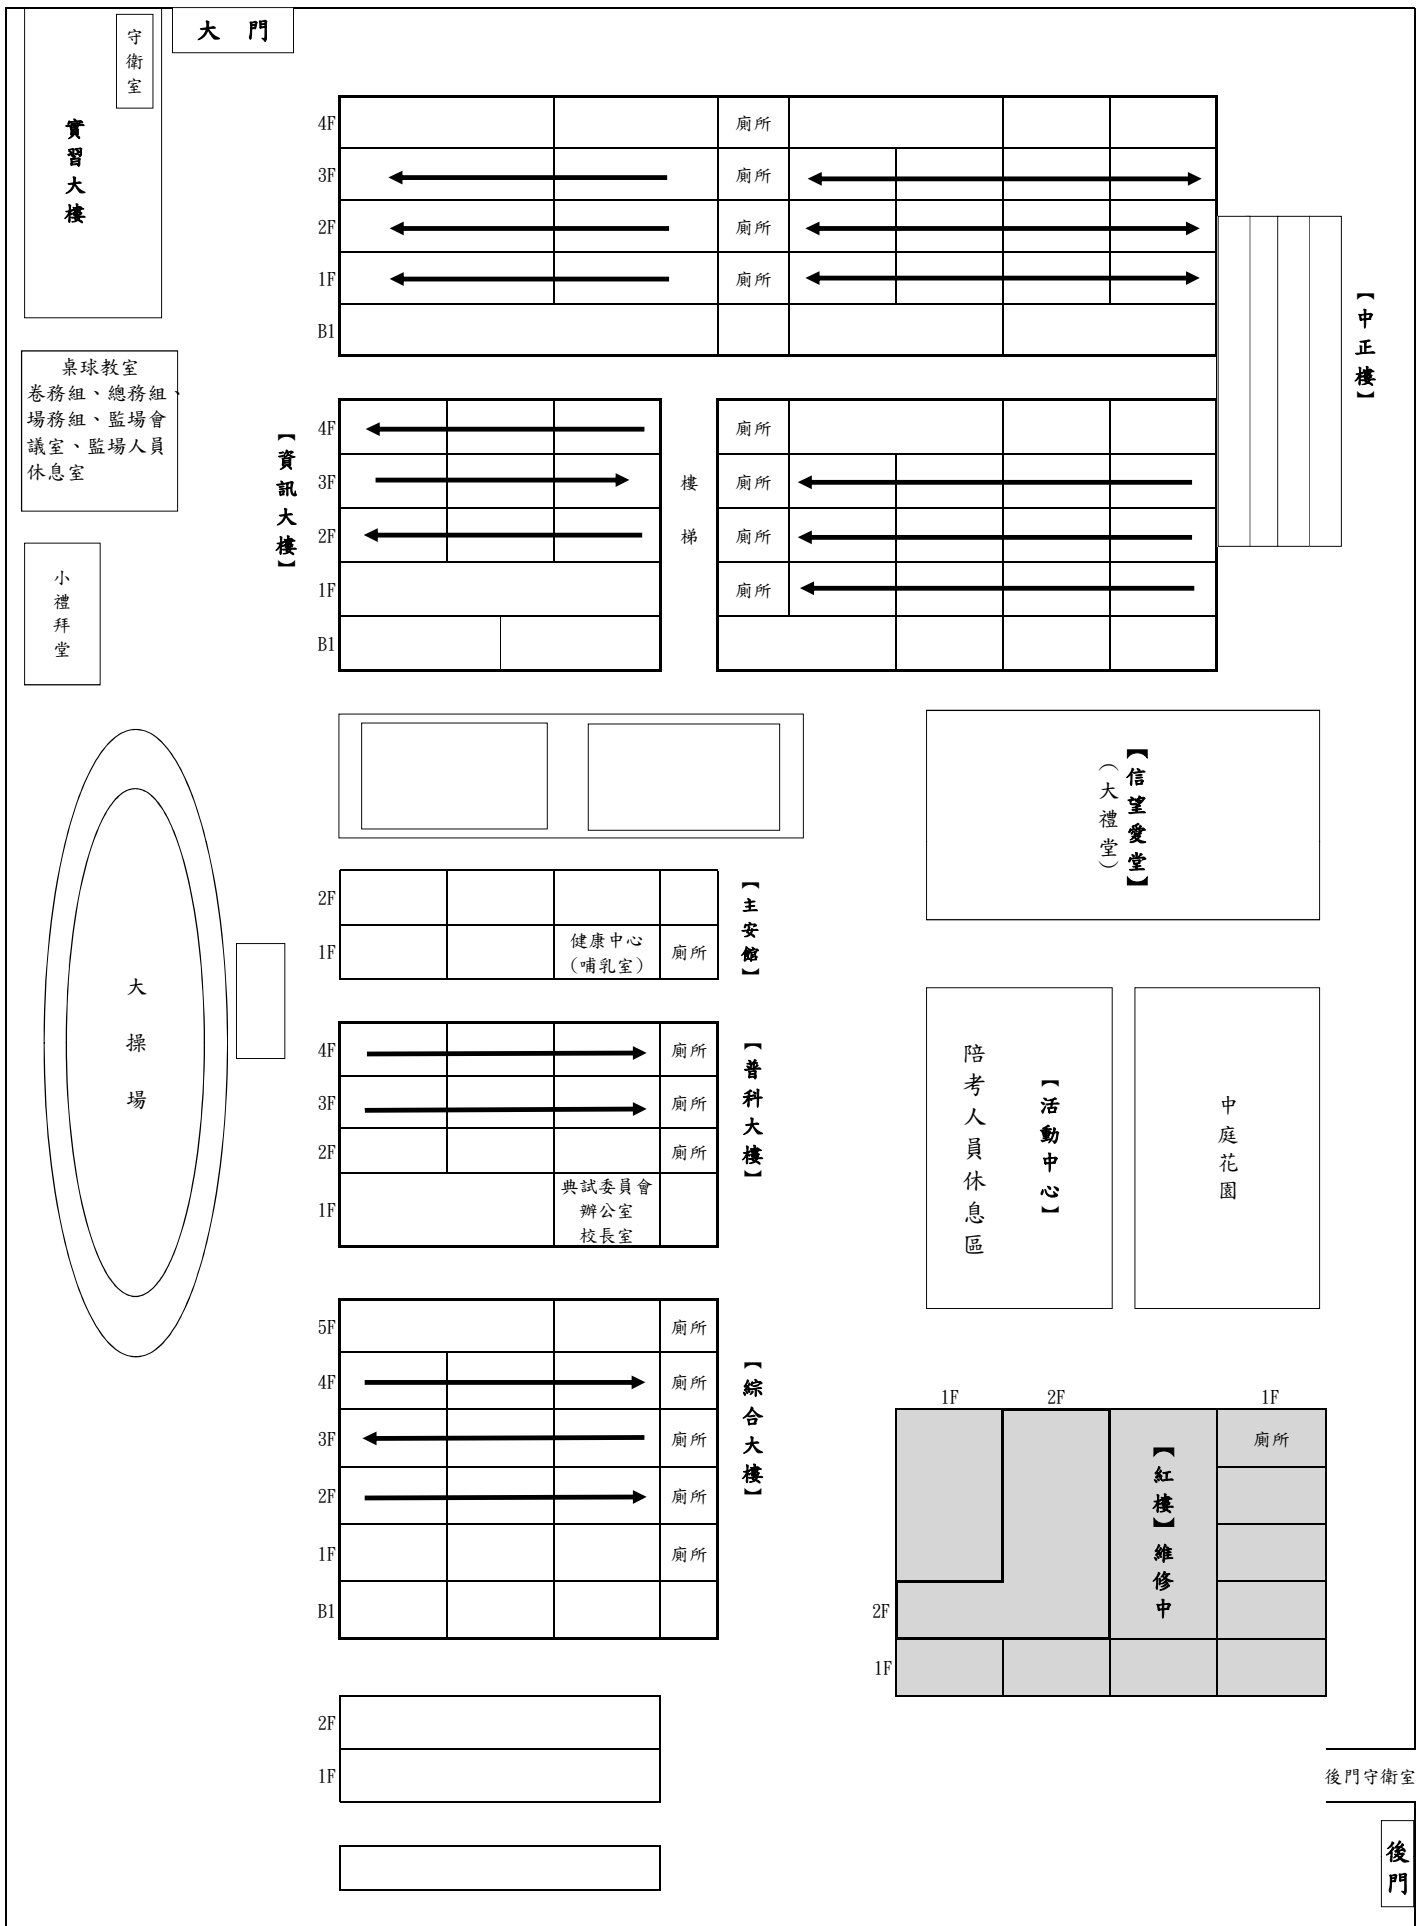 大 門
守衛室
實習大樓
4F 廁所
3F 廁所
2F 廁所
1F 廁所
B1
【中正樓】
桌球教室
卷務組、總務組、
場務組、監場會
議室、監場人員
休息室
【資訊大樓】
4F
3F
2F
1F
B1
樓梯
廁所
廁所
廁所
廁所
小禮拜堂
【信望愛堂】
(大禮堂)
大操場
2F
1F
健康中心
(哺乳室)
廁所
【主安館】
4F 廁所
3F 廁所
2F 廁所
1F
典試委員會
辦公室
校長室
【普科大樓】
【活動中心】
陪考人員休息區
中庭花園
5F 廁所
4F 廁所
3F 廁所
2F 廁所
1F 廁所
B1
【綜合大樓】
1F 2F 1F
廁所
【紅樓】維修中
2F
1F
2F
1F
後門守衛室
後門